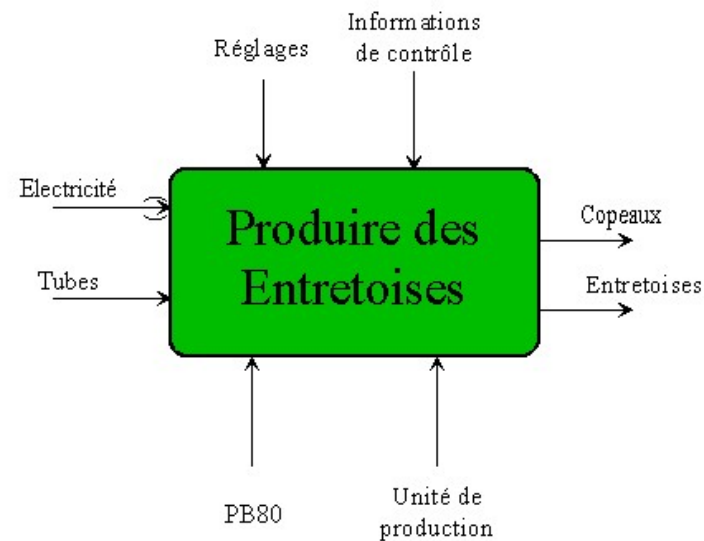 Réglages
Informations
de contrôle
Electricité
Tubes
Produire des
Entretoises
Copeaux
Entretoises
PB80
Unité de
production